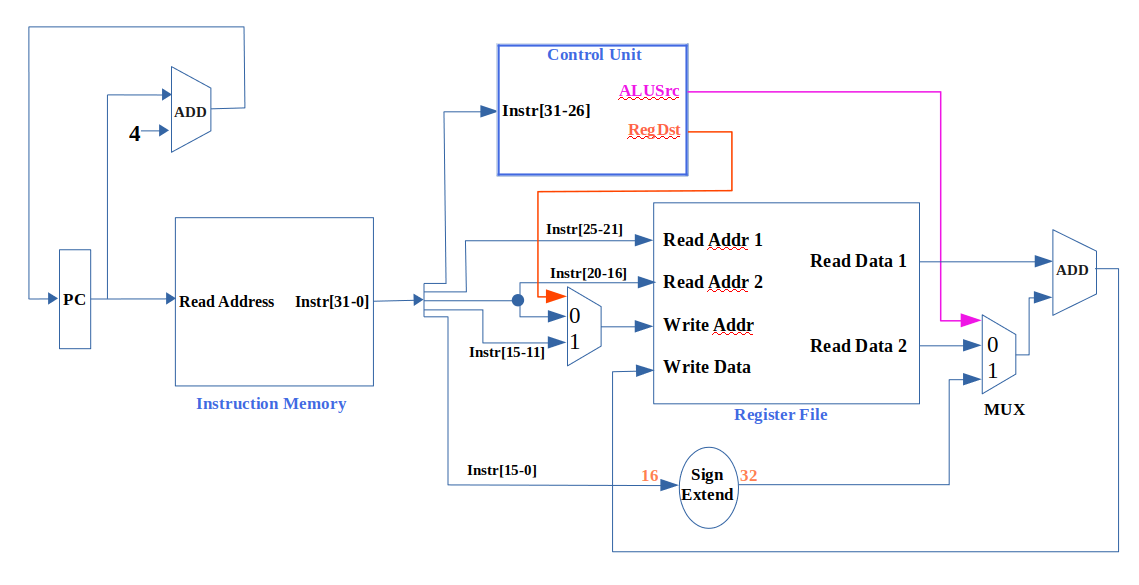 Control Unit
ALUSrc
Instr[31-26]
RegDst
ADD
4
Instr[25-21]
Read Addr 1
Read Data 1
ADD
Instr[20-16]
Read Addr 2
PC
Read Address
Instr[31-0]
0
1
Write Addr
Read Data 2
0
1
Instr[15-11]
Write Data
MUX
Instruction Memory
Register File
Instr[15-0]
16
Sign
Extend
32